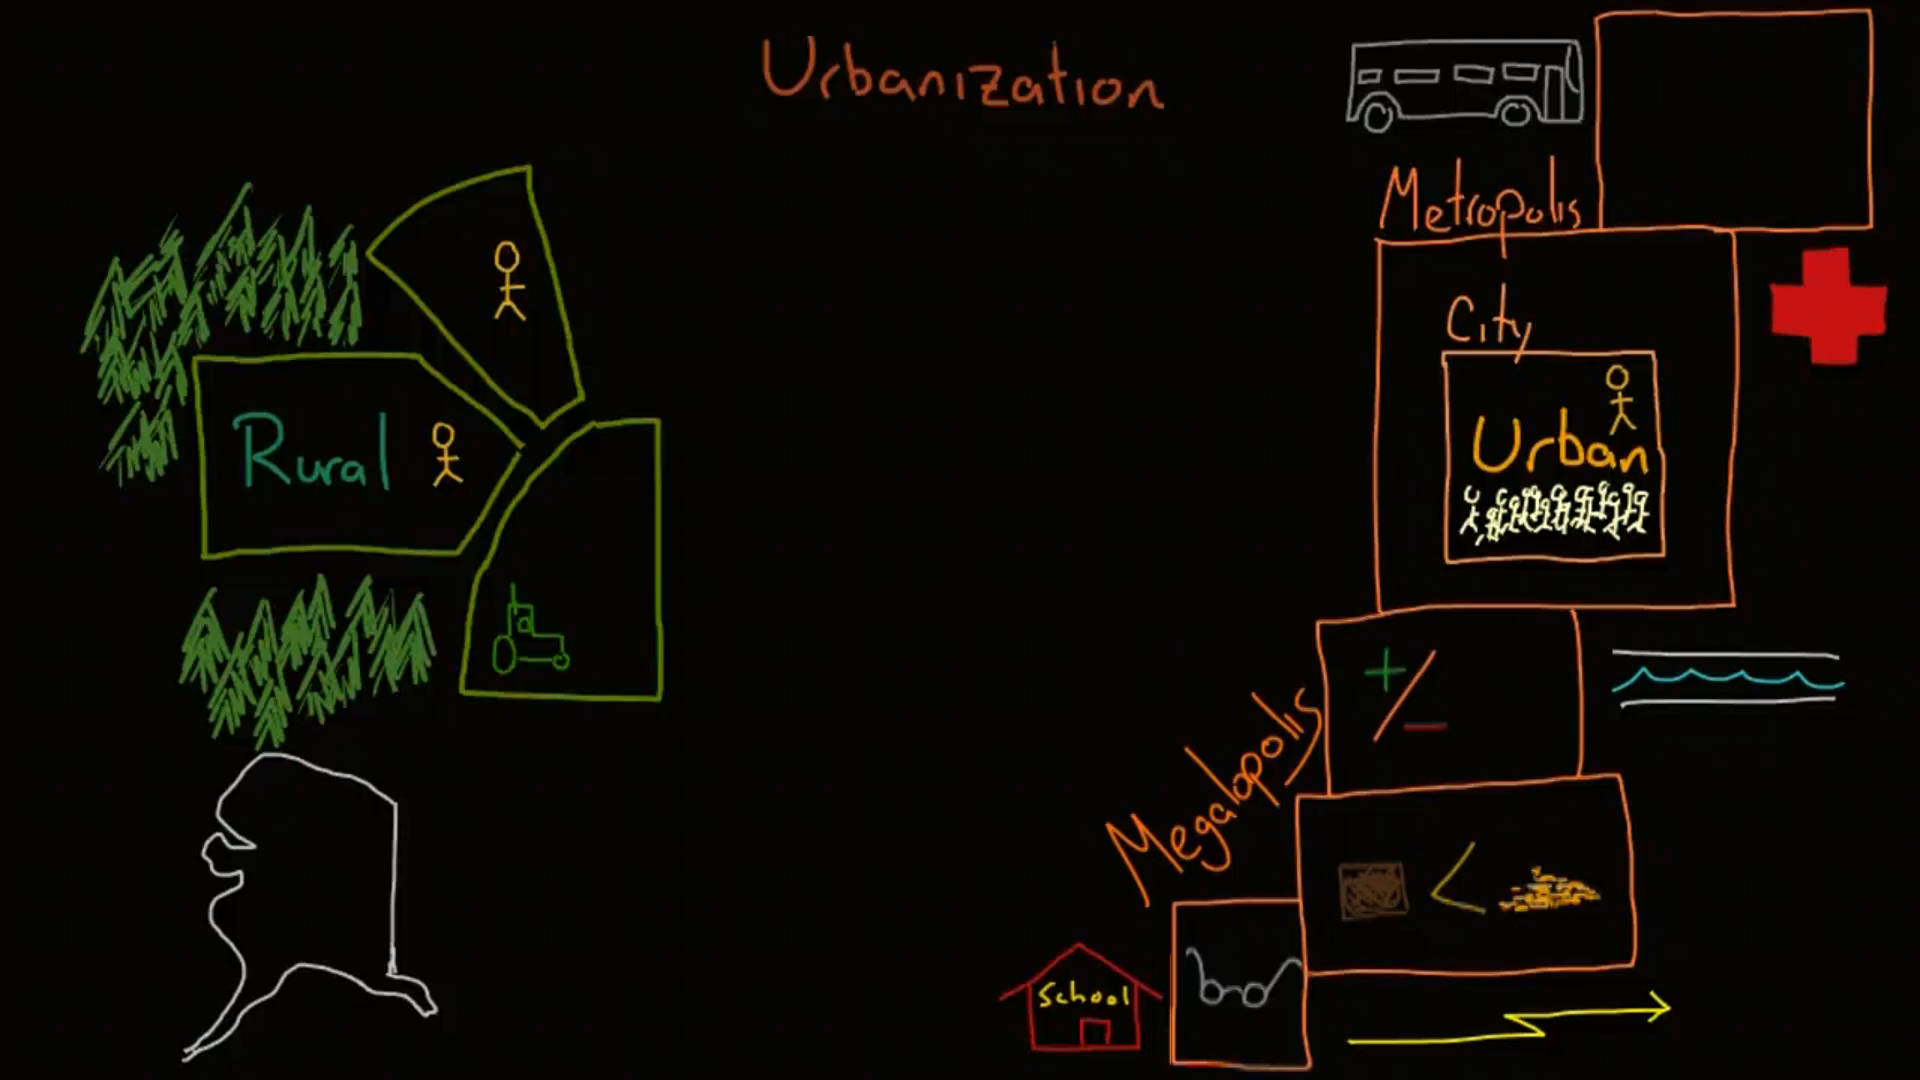 Urbanization
Metropolis
City
Rural
Urban
+/-
Megalopolis
<
School